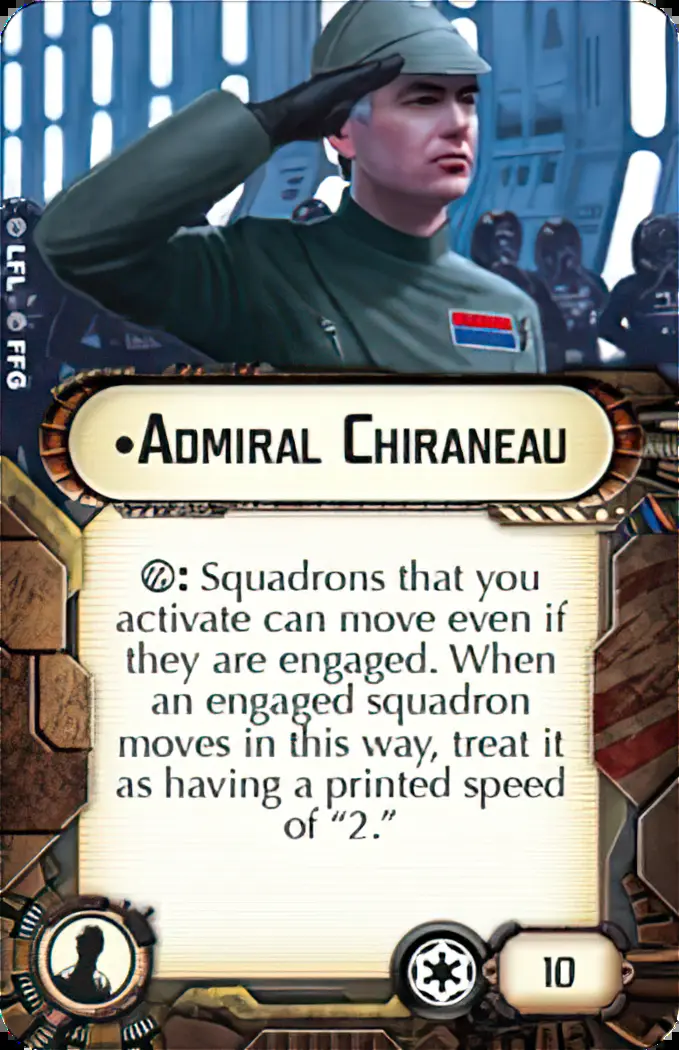 LFL FFG
•ADMIRAL CHIRANEAU
: Squadrons that you
activate can move even if
they are engaged. When
an engaged squadron
moves in this way, treat it
as having a printed speed
of “2.”
10